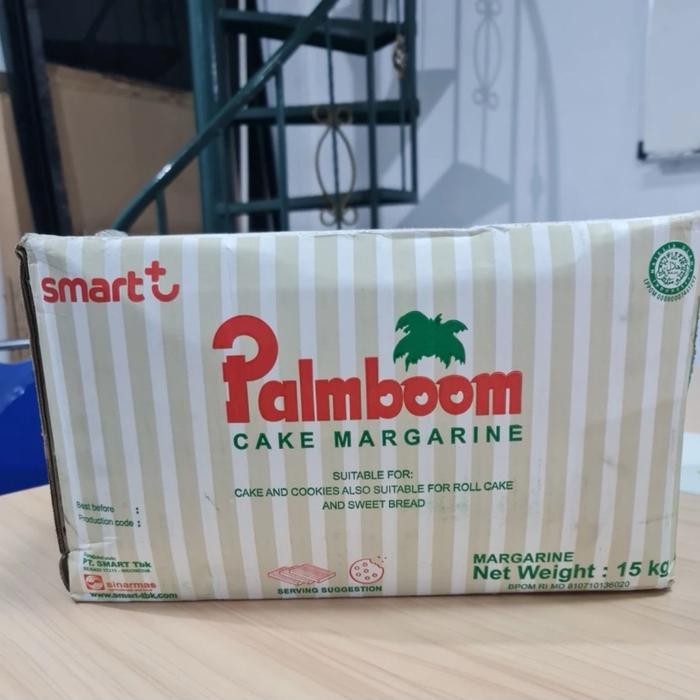 smart
Palmboom
CAKE MARGARINE
SUITABLE FOR:
CAKE AND COOKIES ALSO SUITABLE FOR ROLL CAKE
AND SWEET BREAD
Best before :
Production code :
PT. SMART Tbk
sinarmas
www.smart-tbk.com
SERVING SUGGESTION
MARGARINE
Net Weight : 15 kg
BPOM RI MD 810710136020